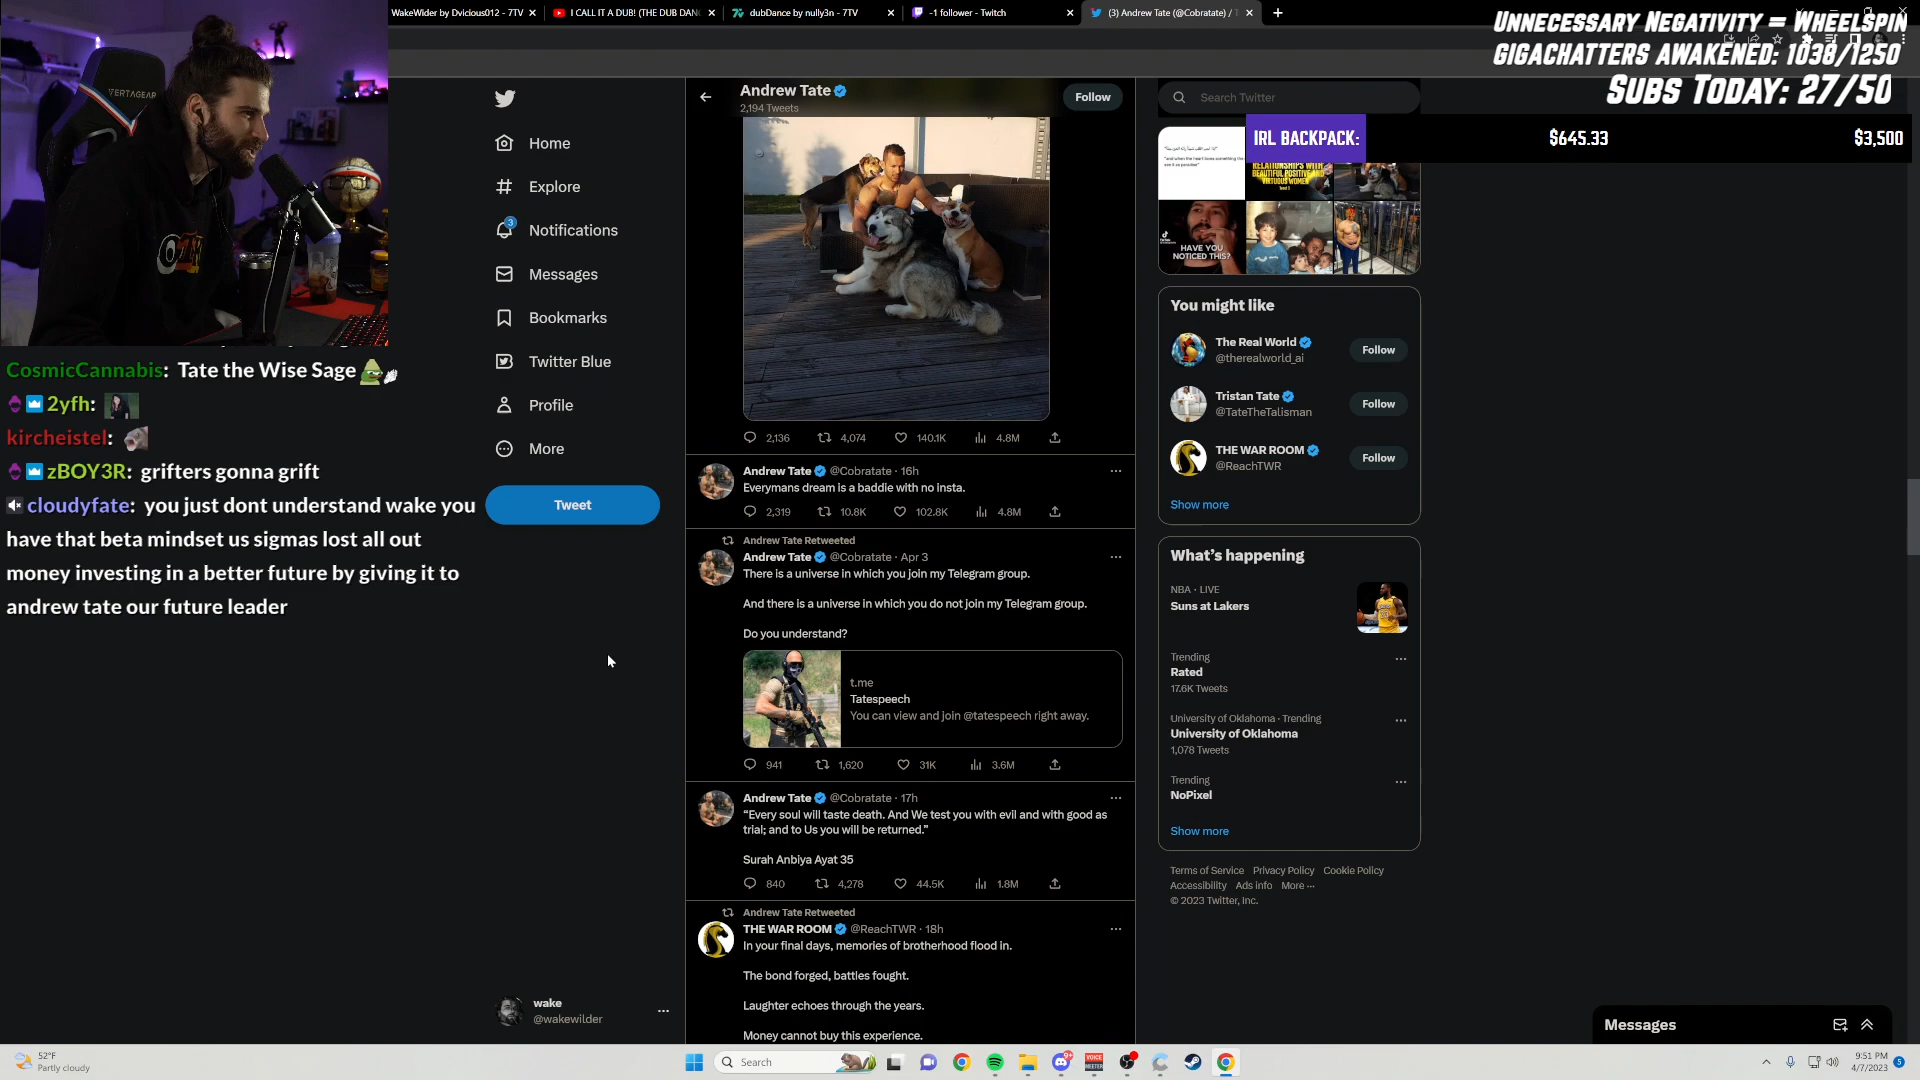 WakeWider by Dvicious012 - 7TV
I CALL IT A DUB! (THE DUB DAN
dubDance by nully3n - 7TV
-1 follower - Twitch
(3) Andrew Tate (@Cobratate) / T
Unnecessary Negativity = Wheelspin
GIGACHATTERS AWAKENED: 1038/1250
Subs Today: 27/50
IRL BACKPACK:
$645.33
$3,500
VERTAGEAR
CosmicCannabis: Tate the Wise Sage
2yfh:
kircheistel:
zBOY3R: grifters gonna grift
cloudyfate: you just dont understand wake you
have that beta mindset us sigmas lost all out
money investing in a better future by giving it to
andrew tate our future leader
Home
Explore
3
Notifications
Messages
Bookmarks
Twitter Blue
Profile
More
Tweet
wake
@wakewilder
Andrew Tate
2,194 Tweets
Follow
2,136
4,074
140.1K
4.8M
Andrew Tate @Cobratate · 16h
Everymans dream is a baddie with no insta.
2,319
10.8K
102.8K
4.8M
Andrew Tate Retweeted
Andrew Tate @Cobratate · Apr 3
There is a universe in which you join my Telegram group.
And there is a universe in which you do not join my Telegram group.
Do you understand?
t.me
Tatespeech
You can view and join @tatespeech right away.
941
1,620
31K
3.6M
Andrew Tate @Cobratate · 17h
“Every soul will taste death. And We test you with evil and with good as
trial; and to Us you will be returned.”
Surah Anbiya Ayat 35
840
4,278
44.5K
1.8M
Andrew Tate Retweeted
THE WAR ROOM @ReachTWR · 18h
In your final days, memories of brotherhood flood in.
The bond forged, battles fought.
Laughter echoes through the years.
Money cannot buy this experience.
Search Twitter
RELATIONSHIPS WITH
BEAUTIFUL POSITIVE AND
VIRTUOUS WOMEN
HAVE YOU
NOTICED THIS?
You might like
The Real World
@therealworld_ai
Follow
Tristan Tate
@TateTheTalisman
Follow
THE WAR ROOM
@ReachTWR
Follow
Show more
What’s happening
NBA · LIVE
Suns at Lakers
Trending
Rated
17.6K Tweets
University of Oklahoma · Trending
University of Oklahoma
1,078 Tweets
Trending
NoPixel
Show more
Terms of Service Privacy Policy Cookie Policy
Accessibility Ads info More ···
© 2023 Twitter, Inc.
Messages
52°F
Partly cloudy
Search
9+
VOICE
MEETER
9:51 PM
4/7/2023
5